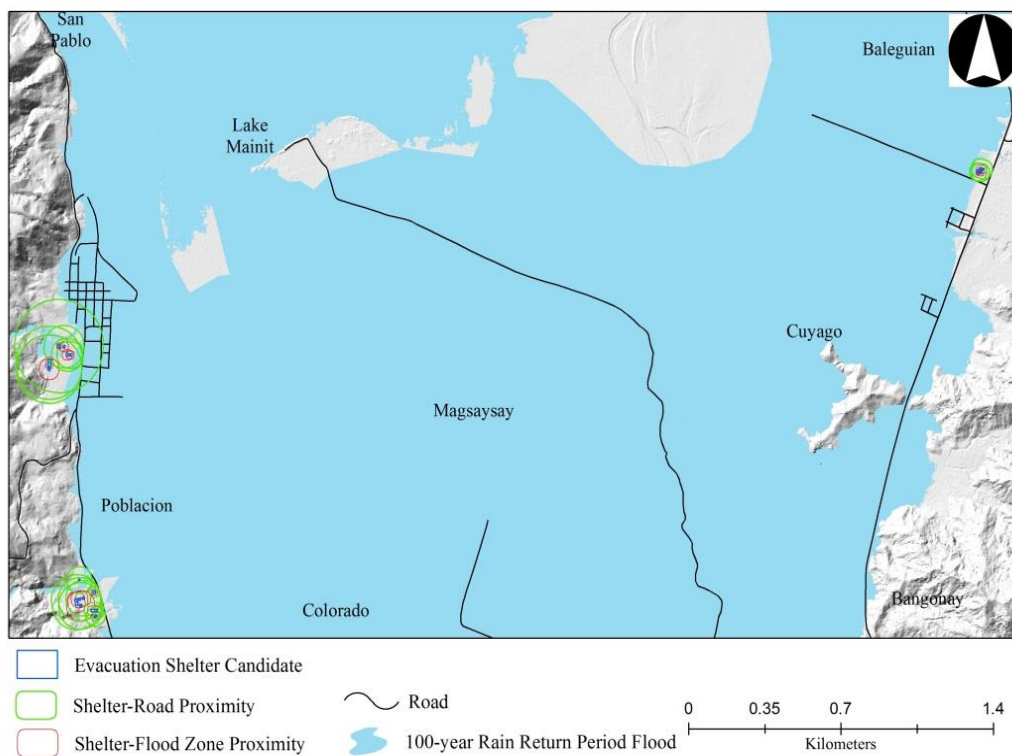 San
Pablo
Baleguian
Lake
Mainit
Cuyago
Magsaysay
Poblacion
Colorado
Bangonay
Evacuation Shelter Candidate
Shelter-Road Proximity
Road
0 0.35 0.7 1.4
Shelter-Flood Zone Proximity
100-year Rain Return Period Flood
Kilometers